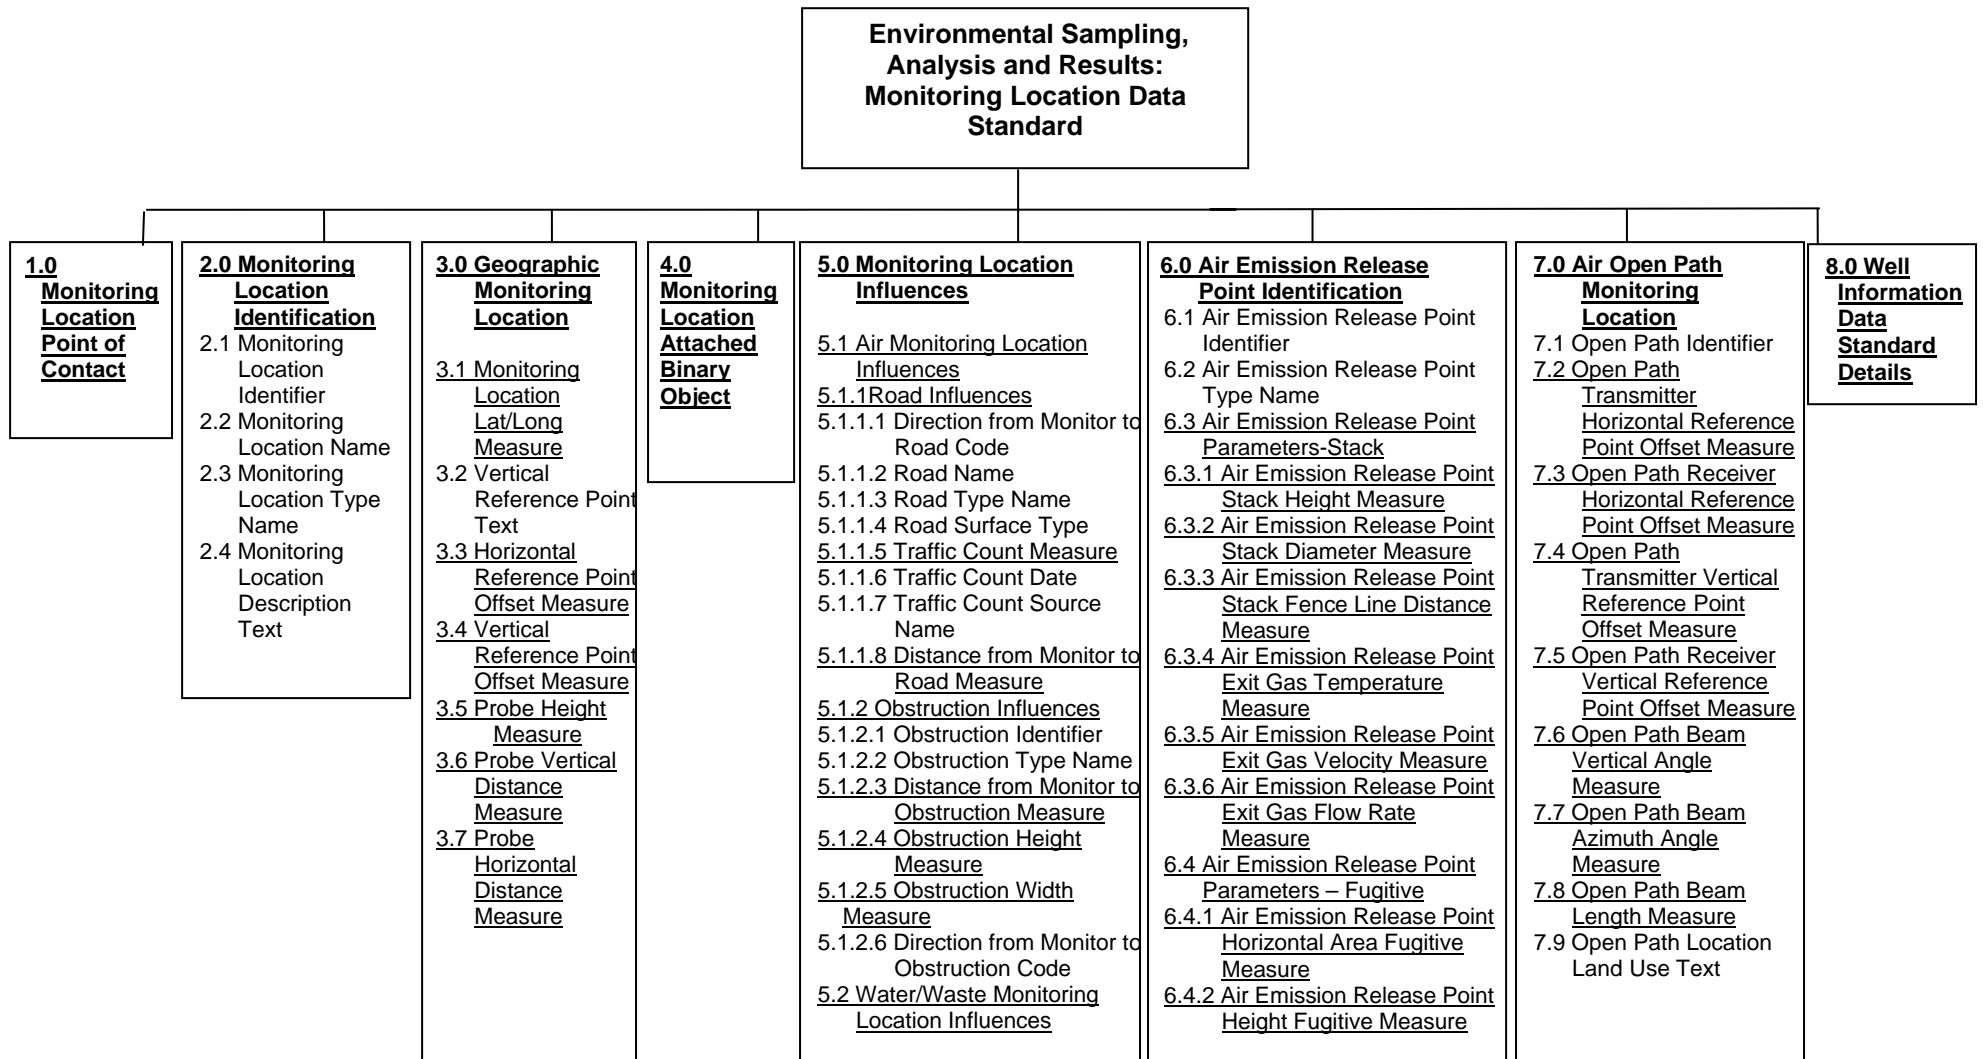 Environmental Sampling,
Analysis and Results:
Monitoring Location Data
Standard
1.0
Monitoring
Location
Point of
Contact
2.0 Monitoring
Location
Identification
2.1 Monitoring
Location
Identifier
2.2 Monitoring
Location Name
2.3 Monitoring
Location Type
Name
2.4 Monitoring
Location
Description
Text
3.0 Geographic
Monitoring
Location
3.1 Monitoring
Location
Lat/Long
Measure
3.2 Vertical
Reference Point
Text
3.3 Horizontal
Reference Point
Offset Measure
3.4 Vertical
Reference Point
Offset Measure
3.5 Probe Height
Measure
3.6 Probe Vertical
Distance
Measure
3.7 Probe
Horizontal
Distance
Measure
4.0
Monitoring
Location
Attached
Binary
Object
5.0 Monitoring Location
Influences
5.1 Air Monitoring Location
Influences
5.1.1Road Influences
5.1.1.1 Direction from Monitor to
Road Code
5.1.1.2 Road Name
5.1.1.3 Road Type Name
5.1.1.4 Road Surface Type
5.1.1.5 Traffic Count Measure
5.1.1.6 Traffic Count Date
5.1.1.7 Traffic Count Source
Name
5.1.1.8 Distance from Monitor to
Road Measure
5.1.2 Obstruction Influences
5.1.2.1 Obstruction Identifier
5.1.2.2 Obstruction Type Name
5.1.2.3 Distance from Monitor to
Obstruction Measure
5.1.2.4 Obstruction Height
Measure
5.1.2.5 Obstruction Width
Measure
5.1.2.6 Direction from Monitor to
Obstruction Code
5.2 Water/Waste Monitoring
Location Influences
6.0 Air Emission Release
Point Identification
6.1 Air Emission Release Point
Identifier
6.2 Air Emission Release Point
Type Name
6.3 Air Emission Release Point
Parameters-Stack
6.3.1 Air Emission Release Point
Stack Height Measure
6.3.2 Air Emission Release Point
Stack Diameter Measure
6.3.3 Air Emission Release Point
Stack Fence Line Distance
Measure
6.3.4 Air Emission Release Point
Exit Gas Temperature
Measure
6.3.5 Air Emission Release Point
Exit Gas Velocity Measure
6.3.6 Air Emission Release Point
Exit Gas Flow Rate
Measure
6.4 Air Emission Release Point
Parameters – Fugitive
6.4.1 Air Emission Release Point
Horizontal Area Fugitive
Measure
6.4.2 Air Emission Release Point
Height Fugitive Measure
7.0 Air Open Path
Monitoring
Location
7.1 Open Path Identifier
7.2 Open Path
Transmitter
Horizontal Reference
Point Offset Measure
7.3 Open Path Receiver
Horizontal Reference
Point Offset Measure
7.4 Open Path
Transmitter Vertical
Reference Point
Offset Measure
7.5 Open Path Receiver
Vertical Reference
Point Offset Measure
7.6 Open Path Beam
Vertical Angle
Measure
7.7 Open Path Beam
Azimuth Angle
Measure
7.8 Open Path Beam
Length Measure
7.9 Open Path Location
Land Use Text
8.0 Well
Information
Data
Standard
Details